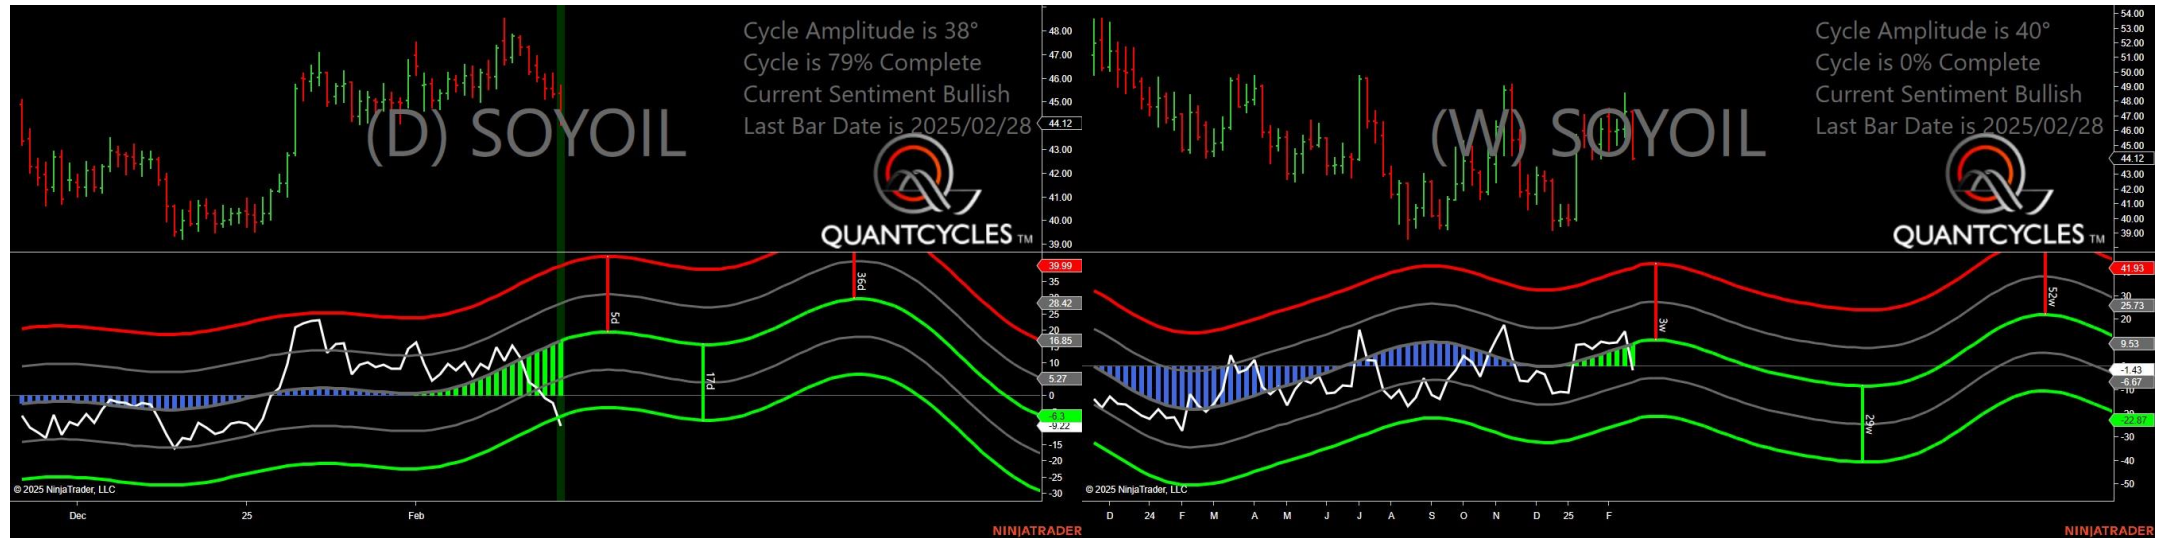 Cycle Amplitude is 38°
Cycle is 79% Complete
Current Sentiment Bullish
Last Bar Date is 2025/02/28
(D) SOYOIL
QUANTCYCLES TM
48.00
47.00
46.00
45.00
44.12
43.00
42.00
41.00
40.00
39.00
39.99
35
28.42
25
20
16.85
10
5.27
0
-6.3
-9.22
-15
-20
-25
-30
5d
17d
36d
© 2025 NinjaTrader, LLC
Dec
25
Feb
NINJATRADER
Cycle Amplitude is 40°
Cycle is 0% Complete
Current Sentiment Bullish
Last Bar Date is 2025/02/28
(W) SOYOIL
QUANTCYCLES TM
54.00
53.00
52.00
51.00
50.00
49.00
48.00
47.00
46.00
45.00
44.12
43.00
42.00
41.00
40.00
39.00
41.93
30
25.73
20
9.53
-1.43
-6.67
-22.87
-30
-40
-50
3w
29w
52w
© 2025 NinjaTrader, LLC
D
24
F
M
A
M
J
J
A
S
O
N
D
25
F
NINJATRADER